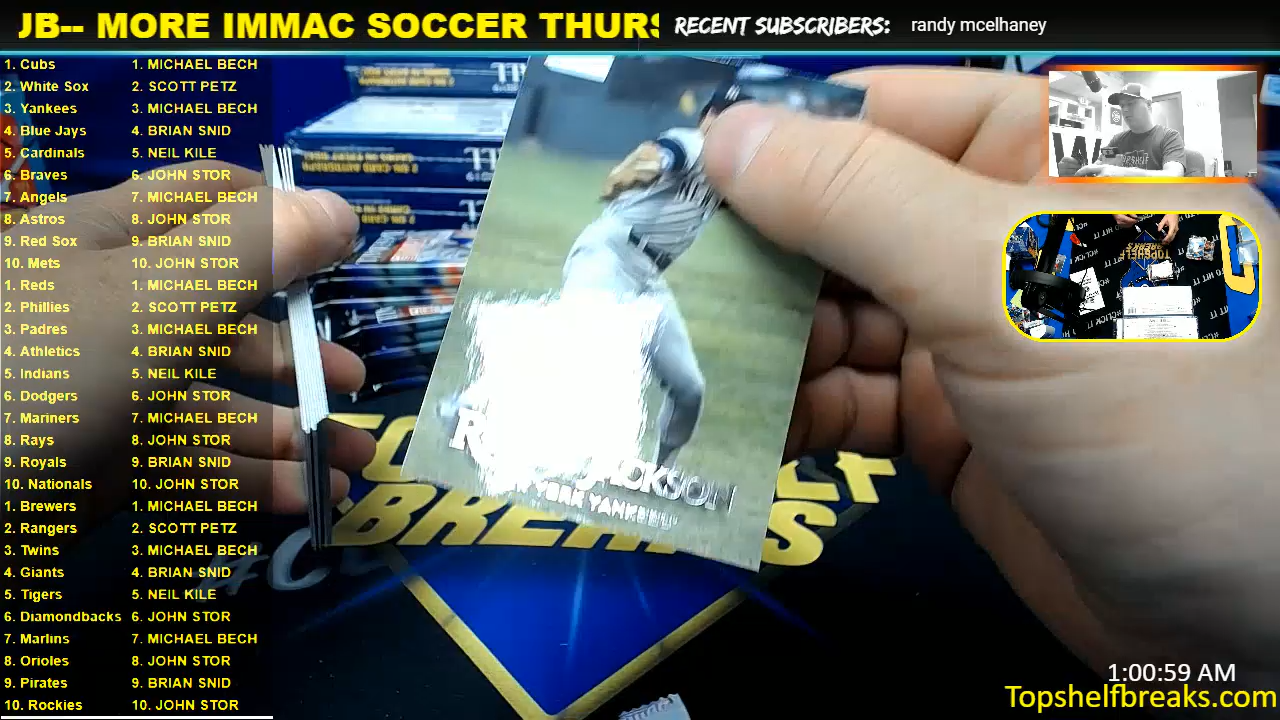 JB-- MORE IMMAC SOCCER THURS
RECENT SUBSCRIBERS: randy mcelhaney
1. Cubs 1. MICHAEL BECH
2. White Sox 2. SCOTT PETZ
3. Yankees 3. MICHAEL BECH
4. Blue Jays 4. BRIAN SNID
5. Cardinals 5. NEIL KILE
6. Braves 6. JOHN STOR
7. Angels 7. MICHAEL BECH
8. Astros 8. JOHN STOR
9. Red Sox 9. BRIAN SNID
10. Mets 10. JOHN STOR
1. Reds 1. MICHAEL BECH
2. Phillies 2. SCOTT PETZ
3. Padres 3. MICHAEL BECH
4. Athletics 4. BRIAN SNID
5. Indians 5. NEIL KILE
6. Dodgers 6. JOHN STOR
7. Mariners 7. MICHAEL BECH
8. Rays 8. JOHN STOR
9. Royals 9. BRIAN SNID
10. Nationals 10. JOHN STOR
1. Brewers 1. MICHAEL BECH
2. Rangers 2. SCOTT PETZ
3. Twins 3. MICHAEL BECH
4. Giants 4. BRIAN SNID
5. Tigers 5. NEIL KILE
6. Diamondbacks 6. JOHN STOR
7. Marlins 7. MICHAEL BECH
8. Orioles 8. JOHN STOR
9. Pirates 9. BRIAN SNID
10. Rockies 10. JOHN STOR
JACKSON
YORK YANKEES
BREAKS
1:00:59 AM
Topshelfbreaks.com